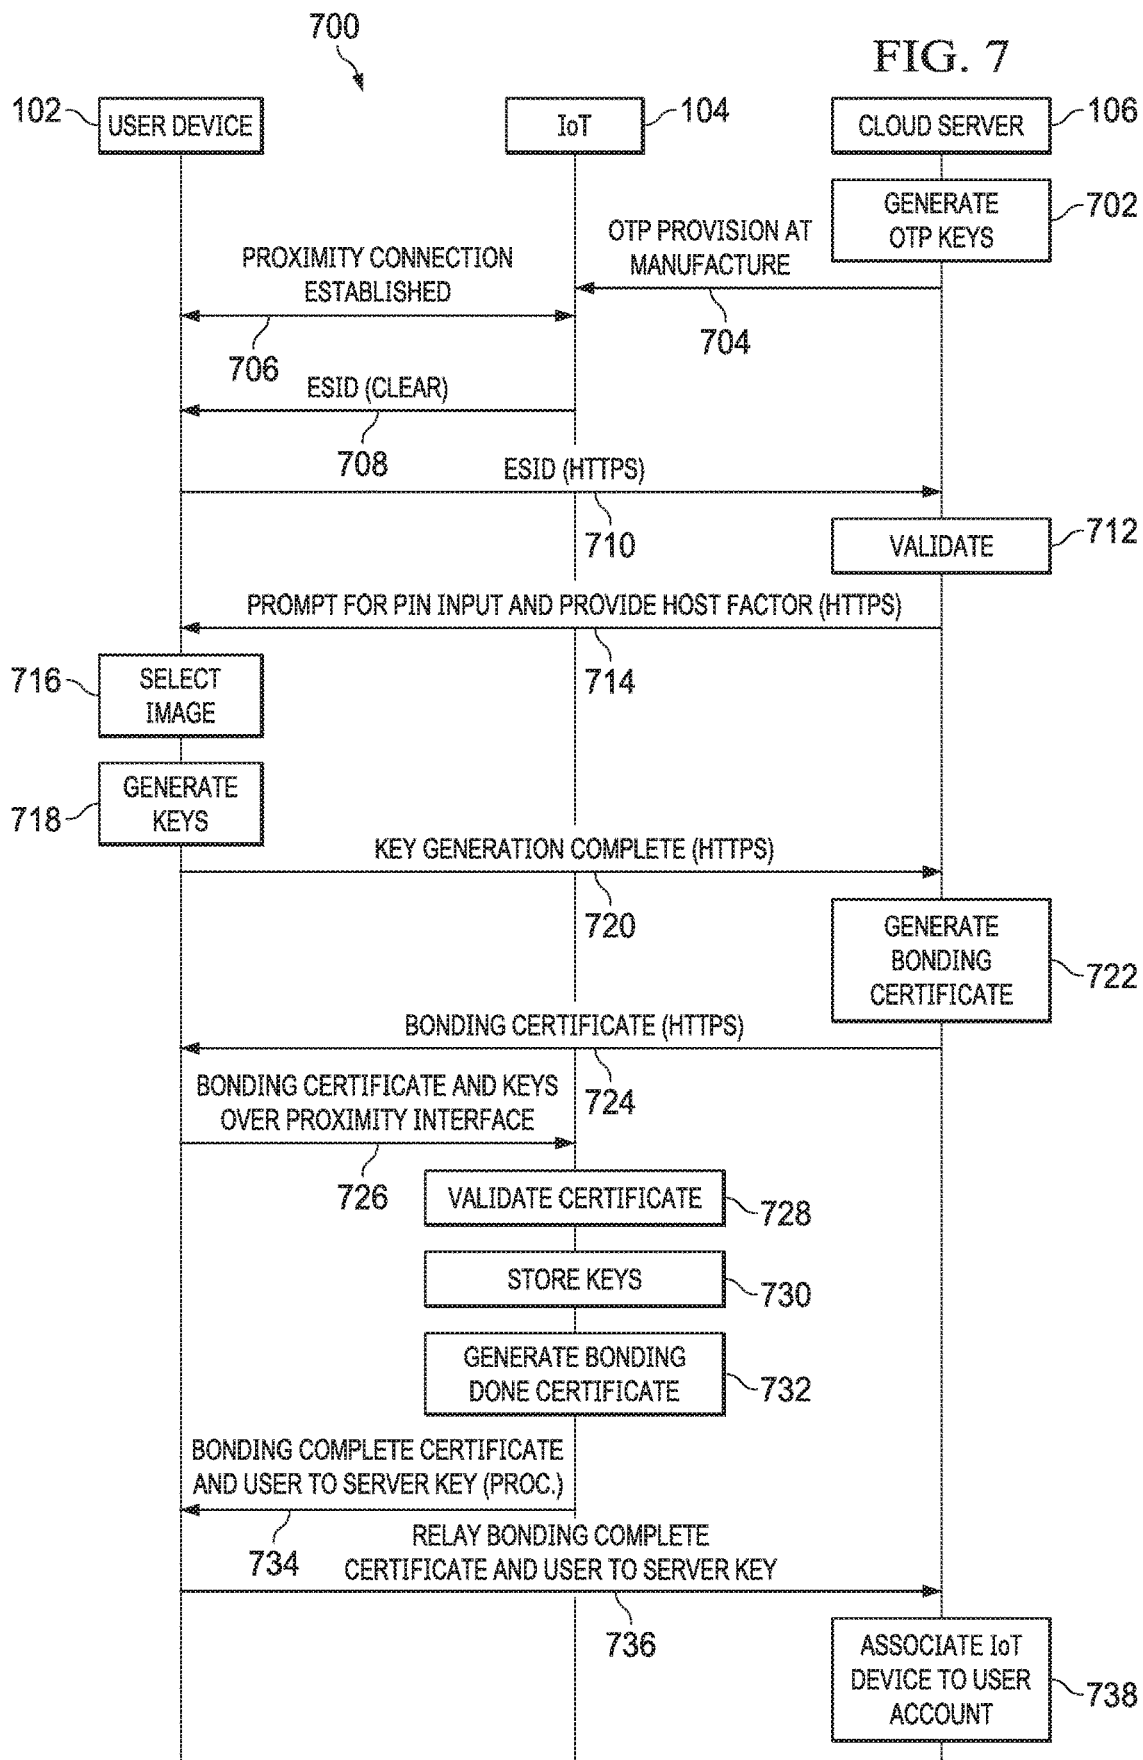 700
FIG. 7
102
USER DEVICE
IoT
104
CLOUD SERVER
106
GENERATE
OTP KEYS
702
OTP PROVISION AT
MANUFACTURE
704
PROXIMITY CONNECTION
ESTABLISHED
706
ESID (CLEAR)
708
ESID (HTTPS)
710
VALIDATE
712
PROMPT FOR PIN INPUT AND PROVIDE HOST FACTOR (HTTPS)
714
716
SELECT
IMAGE
718
GENERATE
KEYS
KEY GENERATION COMPLETE (HTTPS)
720
GENERATE
BONDING
CERTIFICATE
722
BONDING CERTIFICATE (HTTPS)
724
BONDING CERTIFICATE AND KEYS
OVER PROXIMITY INTERFACE
726
VALIDATE CERTIFICATE
728
STORE KEYS
730
GENERATE BONDING
DONE CERTIFICATE
732
BONDING COMPLETE CERTIFICATE
AND USER TO SERVER KEY (PROC.)
734
RELAY BONDING COMPLETE
CERTIFICATE AND USER TO SERVER KEY
736
ASSOCIATE IoT
DEVICE TO USER
ACCOUNT
738